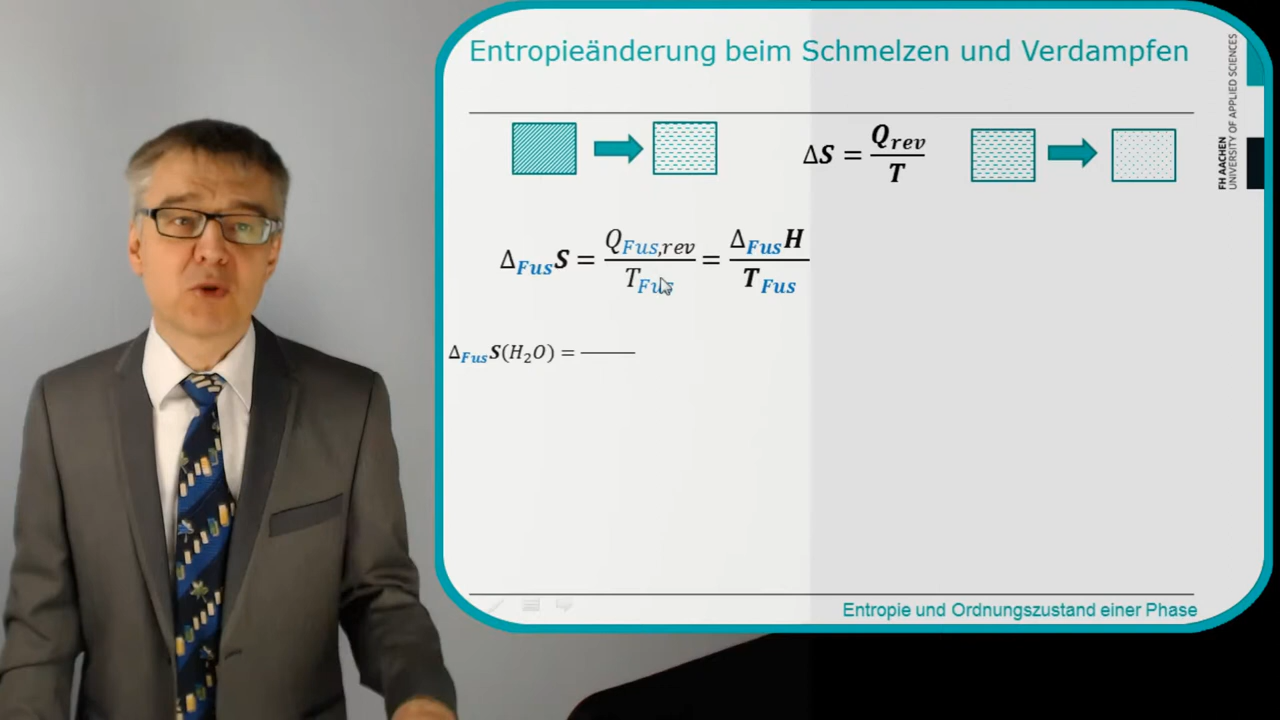 Entropieänderung beim Schmelzen und Verdampfen
FH AACHEN
UNIVERSITY OF APPLIED SCIENCES
ΔS = Q_rev / T
Δ_Fus S = Q_Fus,rev / T_Fus = Δ_Fus H / T_Fus
Δ_Fus S(H₂O) = ———
Entropie und Ordnungszustand einer Phase